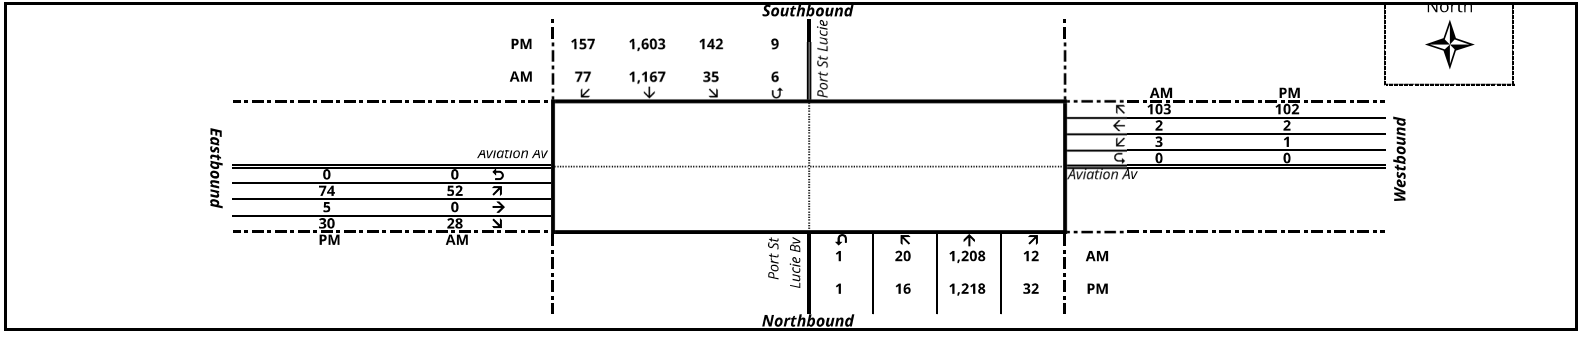 Southbound
North
PM 157 1,603 142 9
AM 77 1,167 35 6
Port St Lucie
AM PM
103 102
2 2
3 1
0 0
Westbound
Aviation Av
Eastbound
Aviation Av
0 0
74 52
5 0
30 28
PM AM
Port St
Lucie Bv
1 20 1,208 12 AM
1 16 1,218 32 PM
Northbound